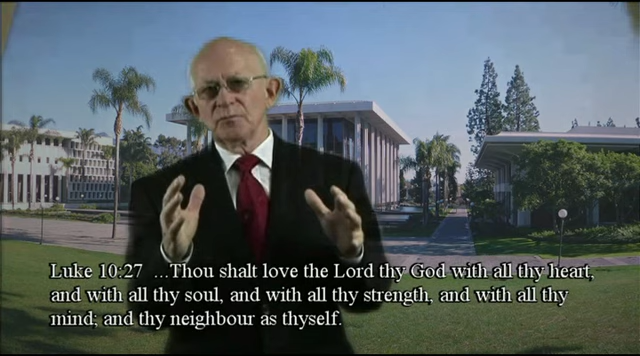 Luke 10:27 ...Thou shalt love the Lord thy God with all thy heart,
and with all thy soul, and with all thy strength, and with all thy
mind; and thy neighbour as thyself.